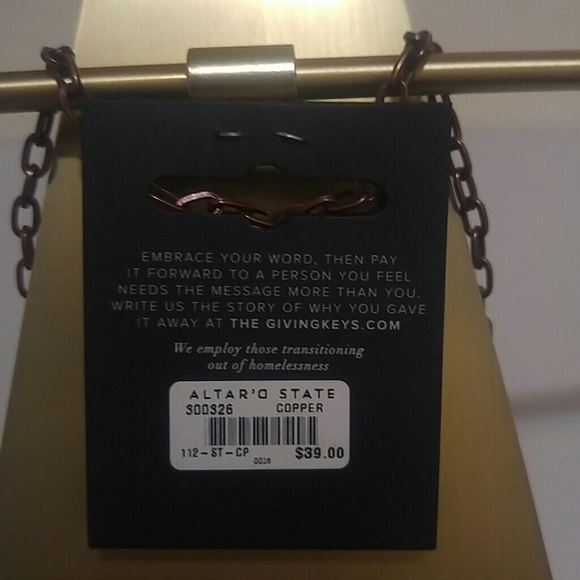 EMBRACE YOUR WORD, THEN PAY
IT FORWARD TO A PERSON YOU FEEL
NEEDS THE MESSAGE MORE THAN YOU.
WRITE US THE STORY OF WHY YOU GAVE
IT AWAY AT THE GIVINGKEYS.COM
We employ those transitioning
out of homelessness
ALTAR'D STATE
300326 COPPER
112-ST-CP 0036 $39.00